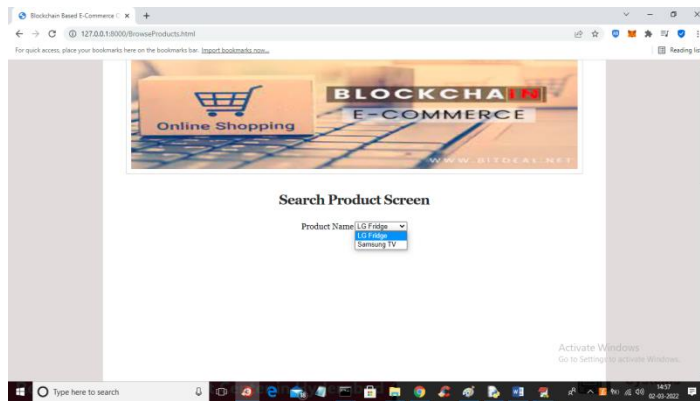 Blockchain Based E-Commerce
127.0.0.1:8000/BrowseProducts.html
For quick access, place your bookmarks here on the bookmarks bar. Import bookmarks now...
Reading list
BLOCKCHAIN
E-COMMERCE
Online Shopping
WWW.BITDEAL.NET
Search Product Screen
Product Name LG Fridge
LG Fridge
Samsung TV
Activate Windows
Go to Settings to activate Windows.
Type here to search
14:57
02-03-2022